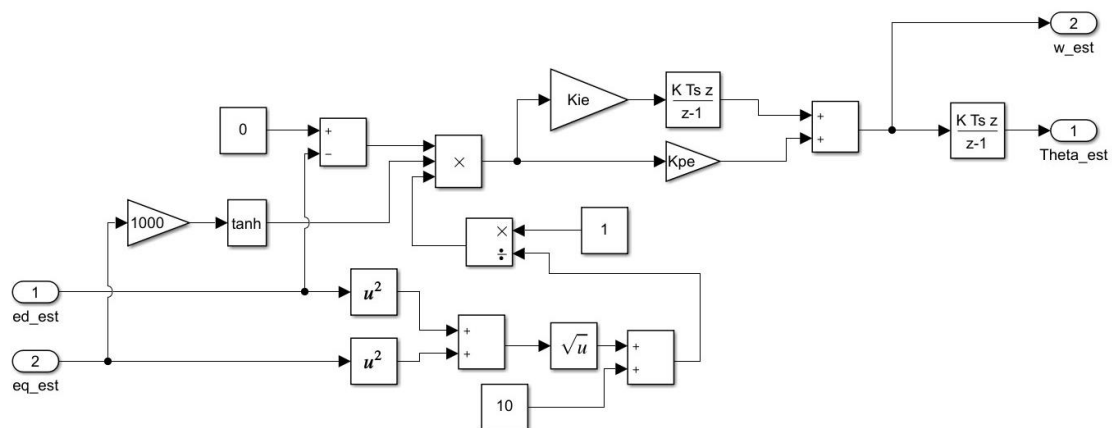 2
w_est
Kie
K Ts z
z-1
+
+
K Ts z
z-1
1
Theta_est
0
+
−
×
Kpe
1000
tanh
×
÷
1
1
ed_est
u²
+
+
√u
+
+
2
eq_est
u²
10